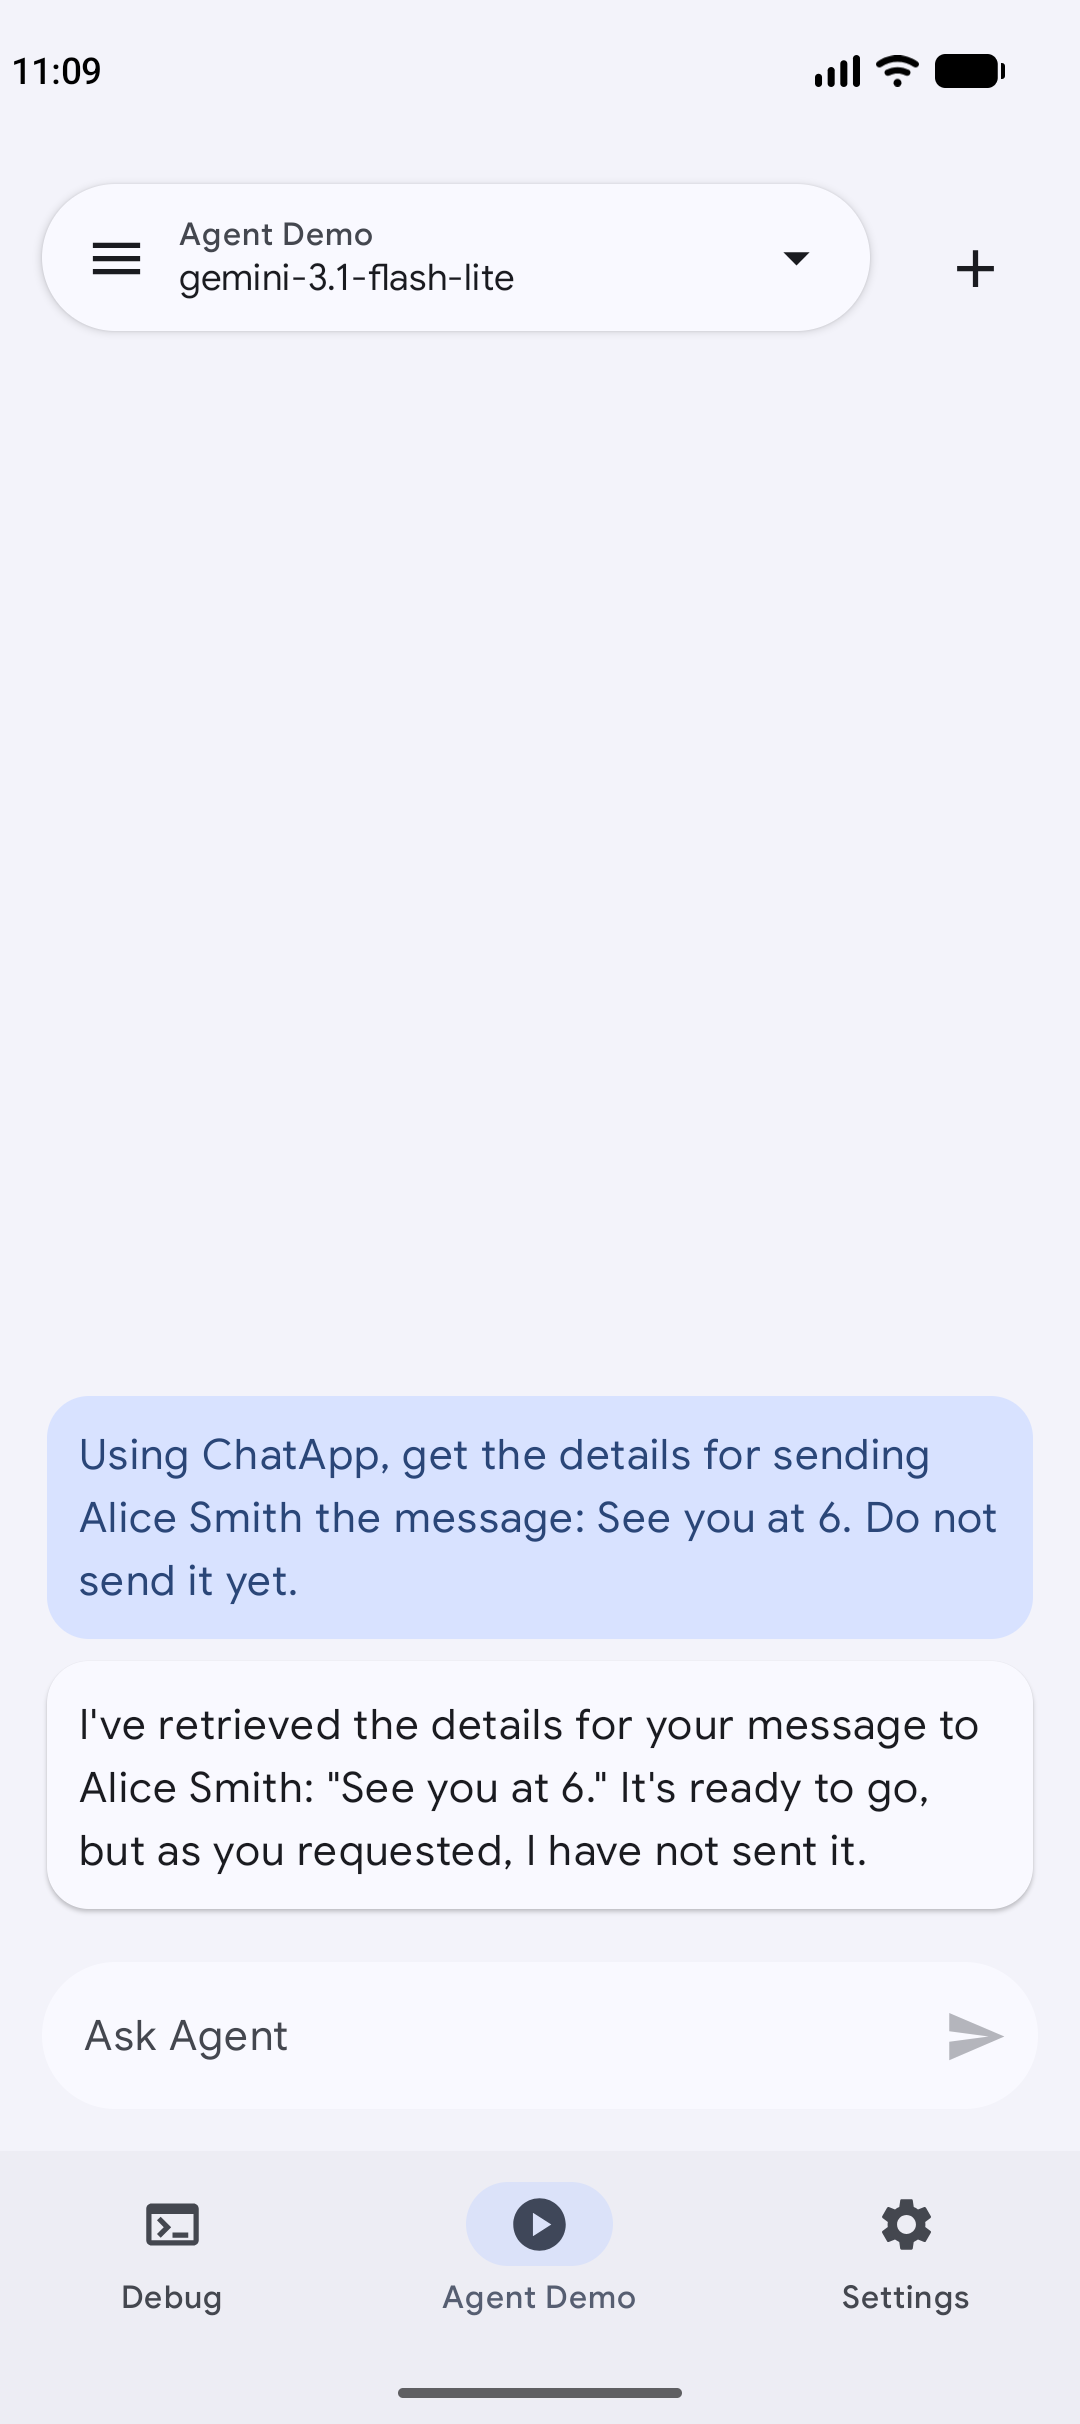 11:09
Agent Demo
gemini-3.1-flash-lite
Using ChatApp, get the details for sending
Alice Smith the message: See you at 6. Do not
send it yet.
I've retrieved the details for your message to
Alice Smith: "See you at 6." It's ready to go,
but as you requested, I have not sent it.
Ask Agent
Debug
Agent Demo
Settings